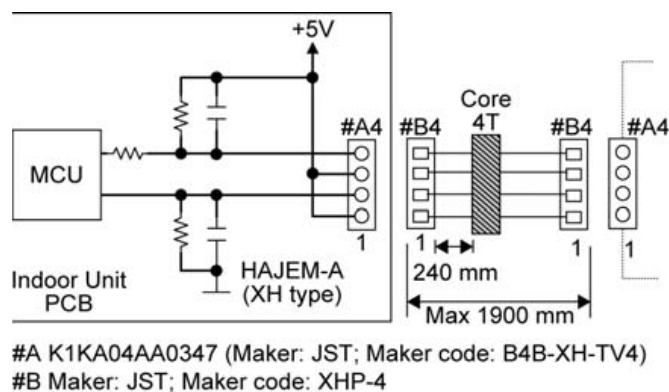 +5V
Core
4T
#A4
#B4
#B4
#A4
MCU
1
1
1
1
240 mm
Indoor Unit
PCB
HAJEM-A
(XH type)
Max 1900 mm
#A K1KA04AA0347 (Maker: JST; Maker code: B4B-XH-TV4)
#B Maker: JST; Maker code: XHP-4